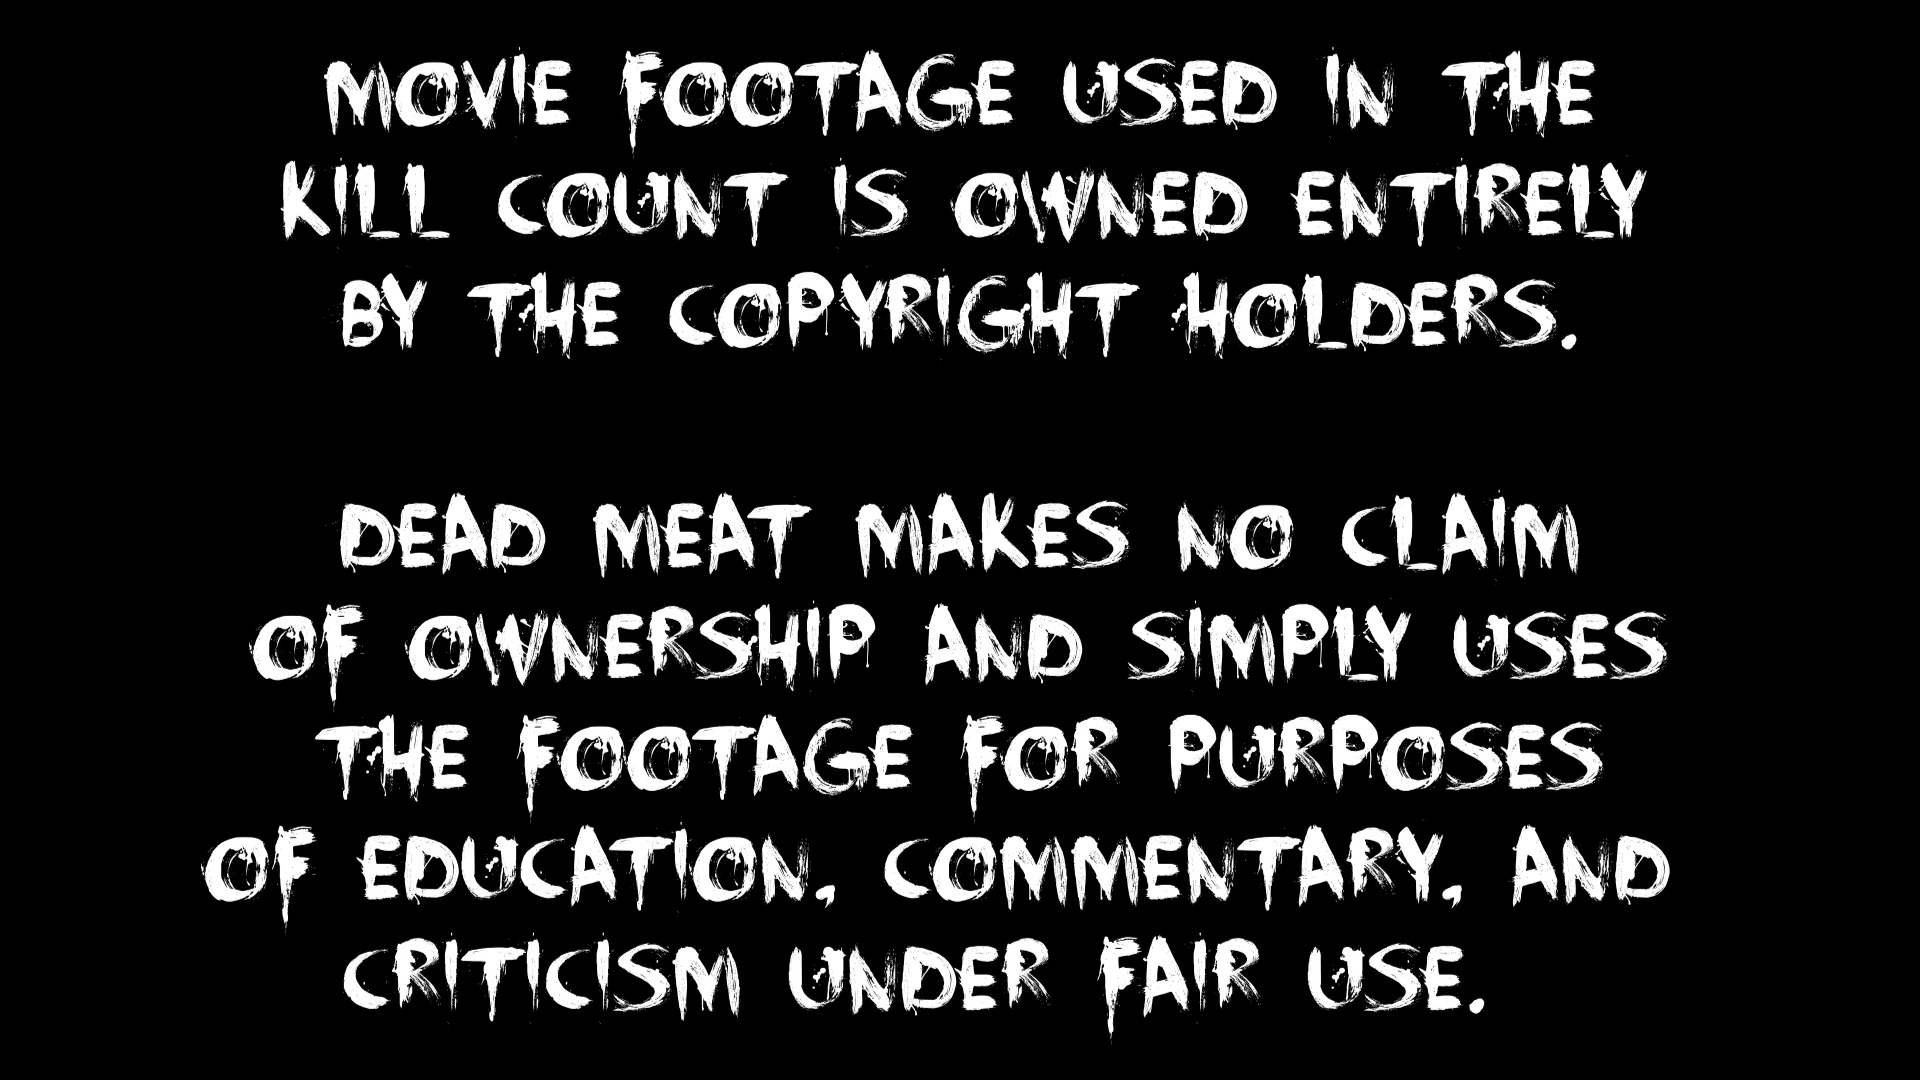 MOVIE FOOTAGE USED IN THE
KILL COUNT IS OWNED ENTIRELY
BY THE COPYRIGHT HOLDERS.
DEAD MEAT MAKES NO CLAIM
OF OWNERSHIP AND SIMPLY USES
THE FOOTAGE FOR PURPOSES
OF EDUCATION, COMMENTARY, AND
CRITICISM UNDER FAIR USE.